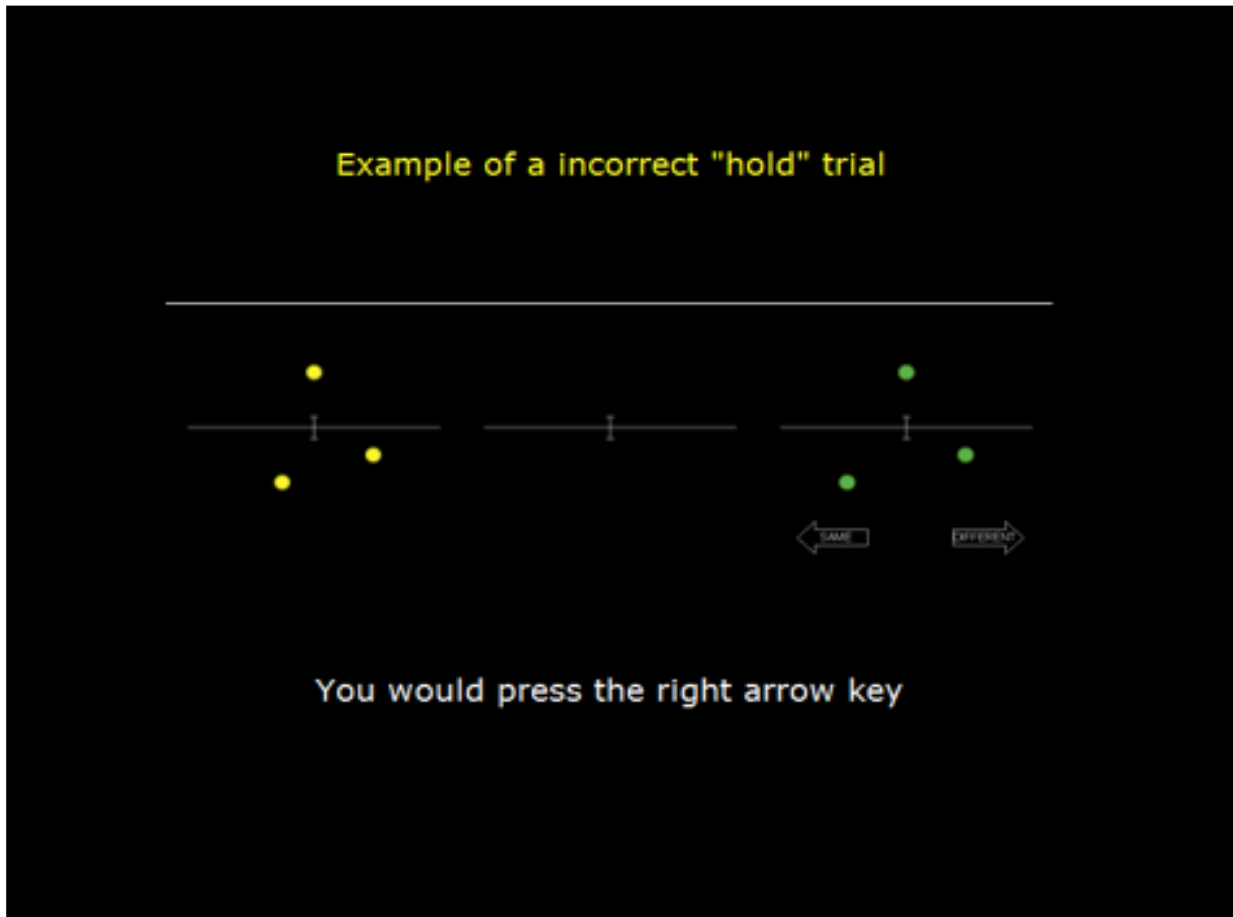 Example of a incorrect "hold" trial
SAME DIFFERENT
You would press the right arrow key